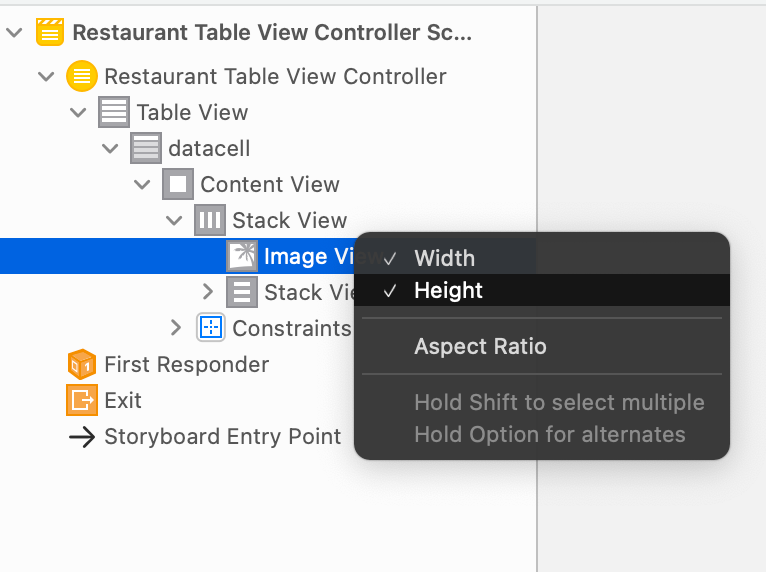 Restaurant Table View Controller Sc...
Restaurant Table View Controller
Table View
datacell
Content View
Stack View
Image Vie
Stack Vie
Constraints
First Responder
Exit
Storyboard Entry Point
✓ Width
✓ Height
Aspect Ratio
Hold Shift to select multiple
Hold Option for alternates